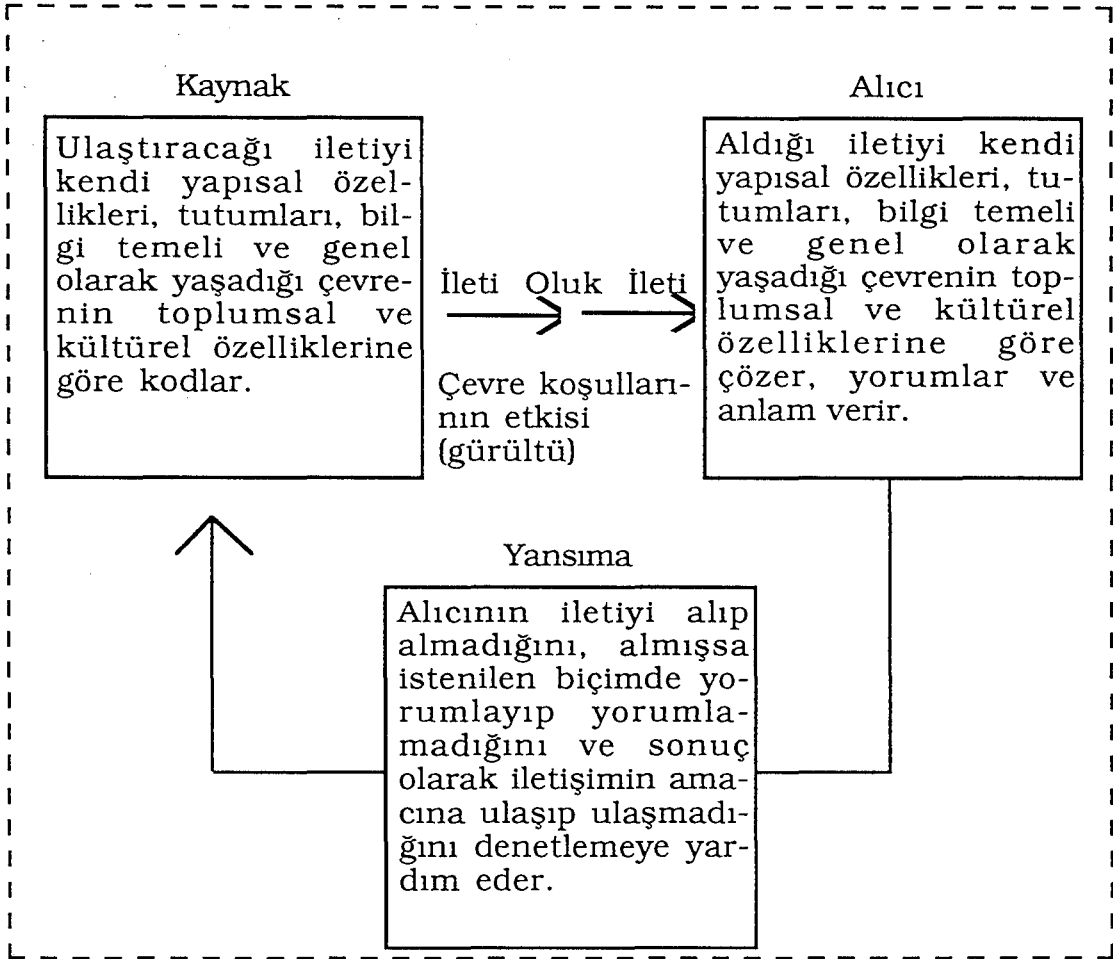 Kaynak
Ulaştıracağı iletiyi
kendi yapısal özel-
likleri, tutumları, bil-
gi temeli ve genel
olarak yaşadığı çevre-
nin toplumsal ve
kültürel özelliklerine
göre kodlar.
İleti Oluk İleti
Çevre koşulları-
nın etkisi
(gürültü)
Alıcı
Aldığı iletiyi kendi
yapısal özellikleri, tu-
tumları, bilgi temeli
ve genel olarak
yaşadığı çevrenin top-
lumsal ve kültürel
özelliklerine göre
çözer, yorumlar ve
anlam verir.
Yansıma
Alıcının iletiyi alıp
almadığını, almışsa
istenilen biçimde yo-
rumlayıp yorumla-
madığını ve sonuç
olarak iletişimin ama-
cına ulaşıp ulaşmadı-
ğını denetlemeye yar-
dım eder.